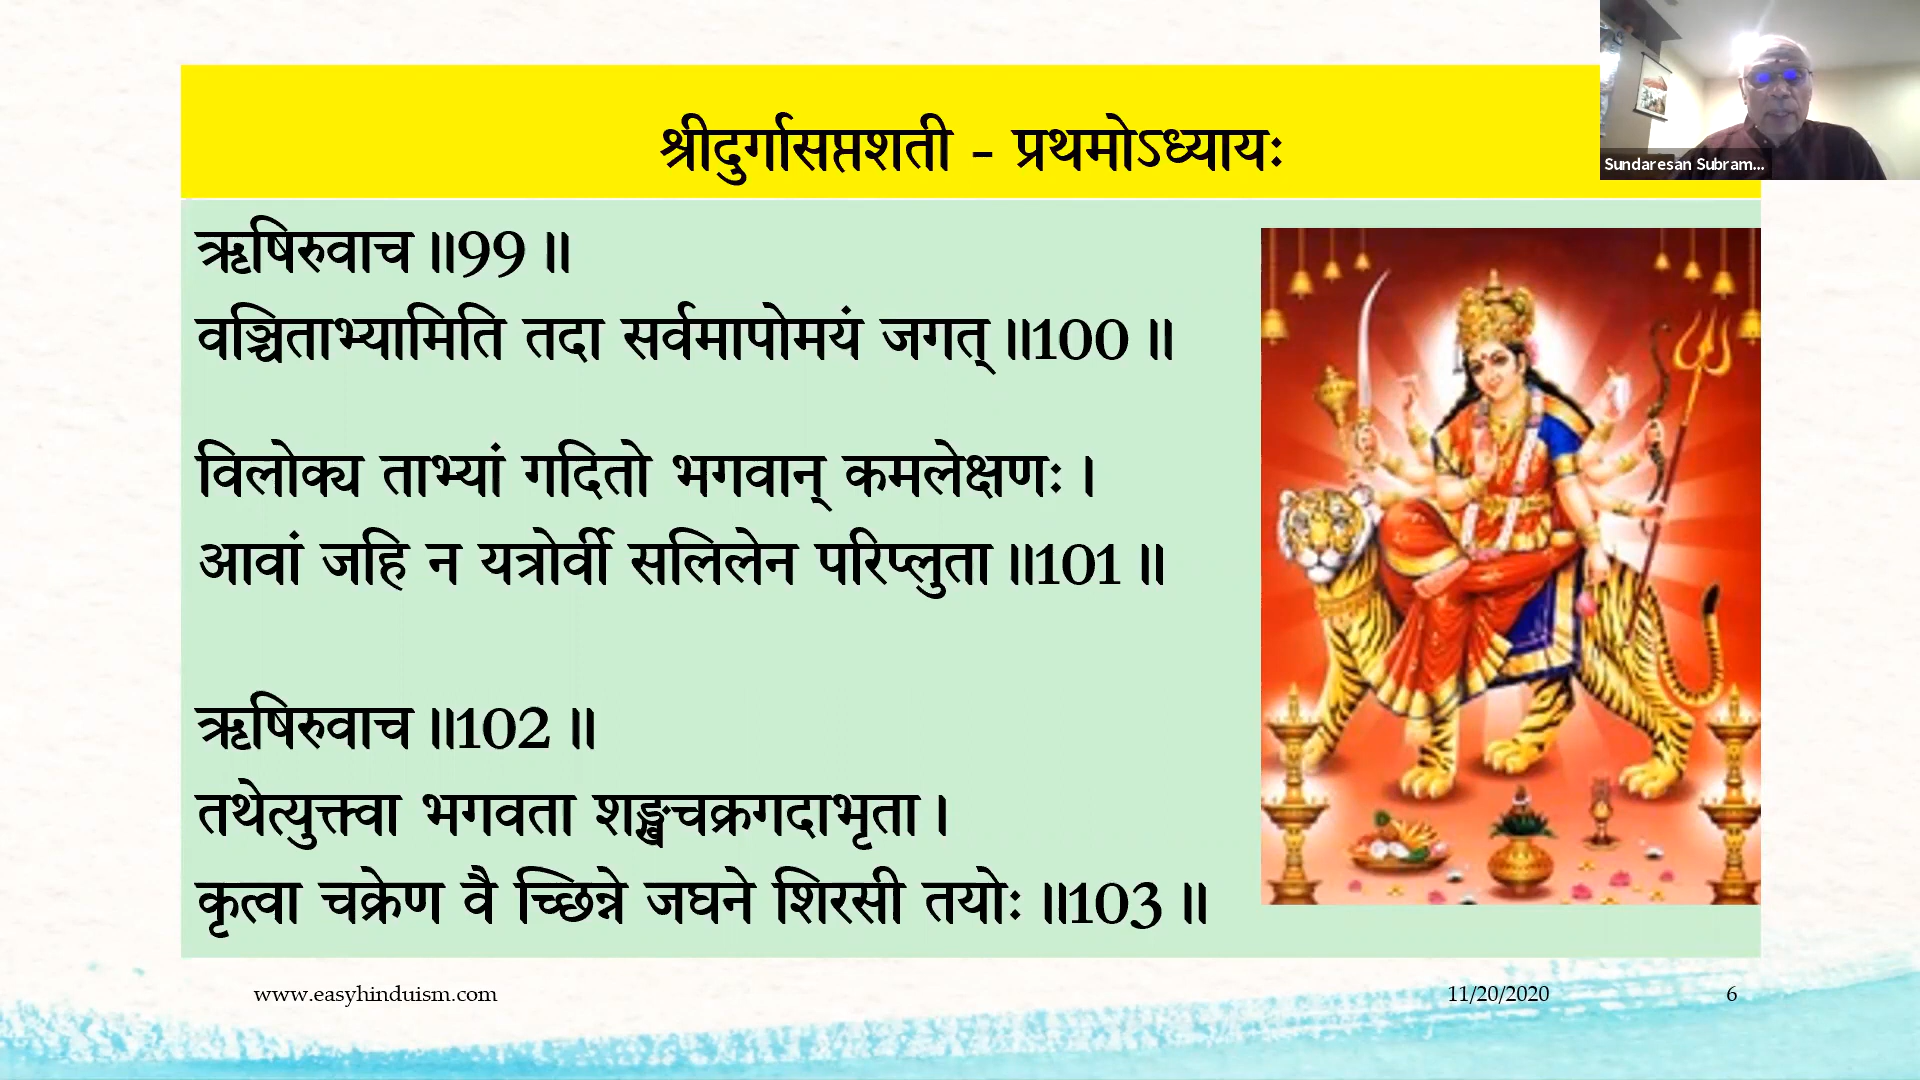 श्रीदुर्गासप्तशती - प्रथमोऽध्यायः
Sundaresan Subram...
ऋषिरुवाच ॥99 ॥
वञ्चिताभ्यामिति तदा सर्वमापोमयं जगत् ॥100 ॥
विलोक्य ताभ्यां गदितो भगवान् कमलेक्षणः ।
आवां जहि न यत्रोर्वी सलिलेन परिप्लुता ॥101 ॥
ऋषिरुवाच ॥102 ॥
तथेत्युक्त्वा भगवता शङ्खचक्रगदाभृता ।
कृत्वा चक्रेण वै च्छिन्ने जघने शिरसी तयोः ॥103 ॥
www.easyhinduism.com
11/20/2020
6